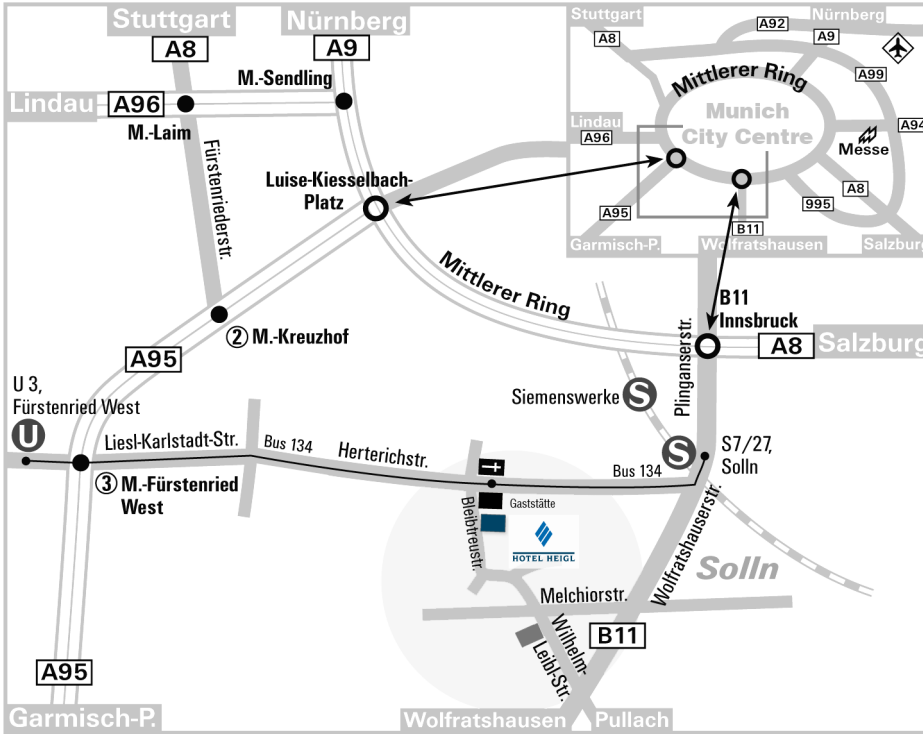 Stuttgart
Nürnberg
A8
A9
M.-Sendling
Lindau
A96
M.-Laim
Fürstenriederstr.
Luise-Kiesselbach-
Platz
Mittlerer Ring
② M.-Kreuzhof
A95
U 3,
Fürstenried West
U
Liesl-Karlstadt-Str.
Bus 134
Herterichstr.
③ M.-Fürstenried
West
Siemenswerke
S
Plinganserstr.
B11
Innsbruck
A8
Salzburg
S
Bus 134
S7/27,
Solln
Gaststätte
Bleibtreustr.
HOTEL HEIGL
Wolfratshauserstr.
Solln
Melchiorstr.
B11
Wilhelm-
Leibl-Str.
A95
Garmisch-P.
Wolfratshausen
Pullach
Stuttgart
Nürnberg
A8
A92
A9
A99
Mittlerer Ring
Munich
City Centre
Lindau
A96
A94
Messe
A95
995
A8
B11
Garmisch-P.
Wolfratshausen
Salzburg